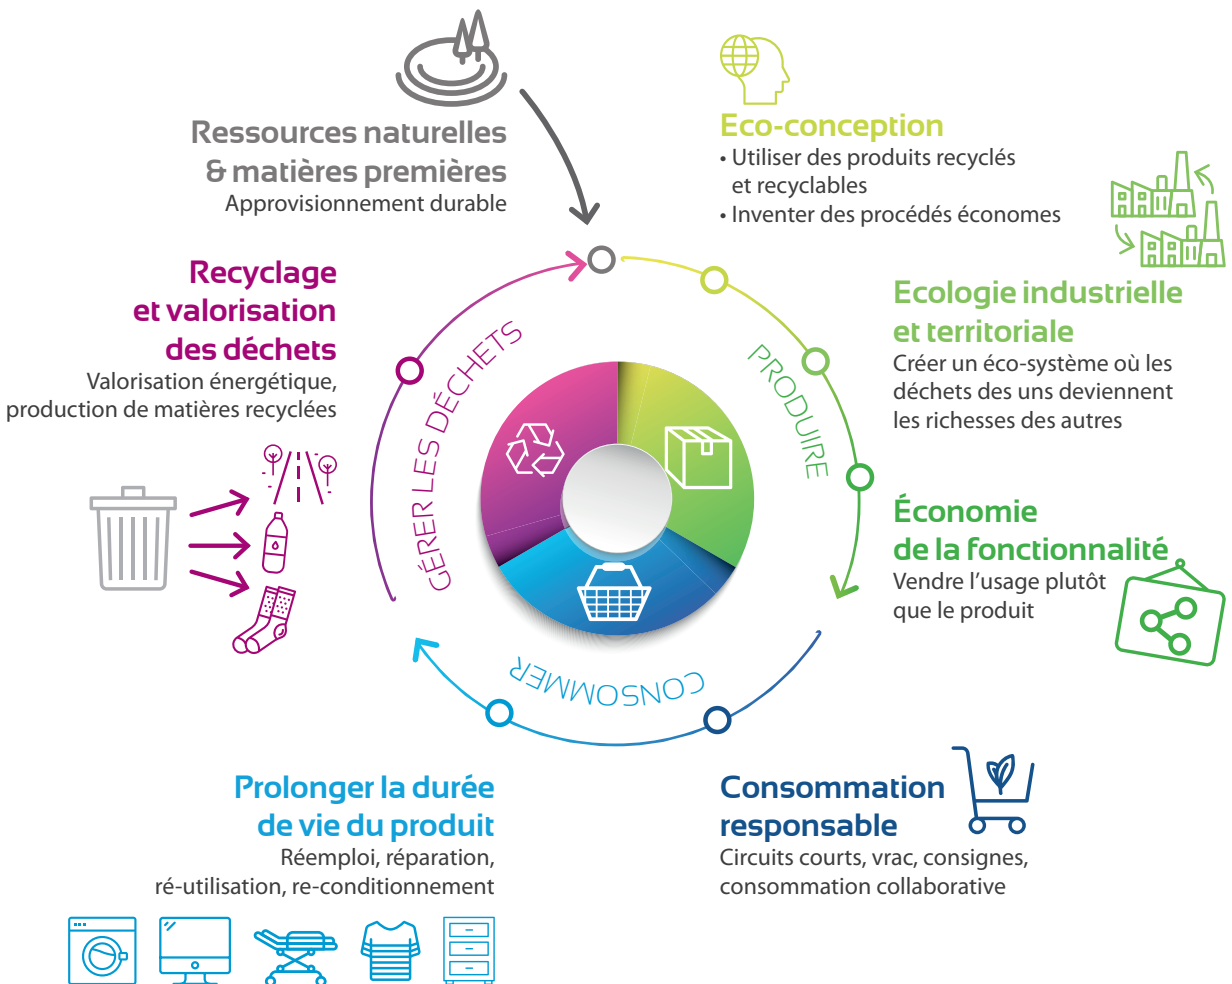 Ressources naturelles
& matières premières
Approvisionnement durable
Eco-conception
• Utiliser des produits recyclés
et recyclables
• Inventer des procédés économes
Ecologie industrielle
et territoriale
Créer un éco-système où les
déchets des uns deviennent
les richesses des autres
Économie
de la fonctionnalité
Vendre l’usage plutôt
que le produit
Consommation
responsable
Circuits courts, vrac, consignes,
consommation collaborative
Prolonger la durée
de vie du produit
Réemploi, réparation,
ré-utilisation, re-conditionnement
Recyclage
et valorisation
des déchets
Valorisation énergétique,
production de matières recyclées
PRODUIRE
CONSOMMER
GÉRER LES DÉCHETS